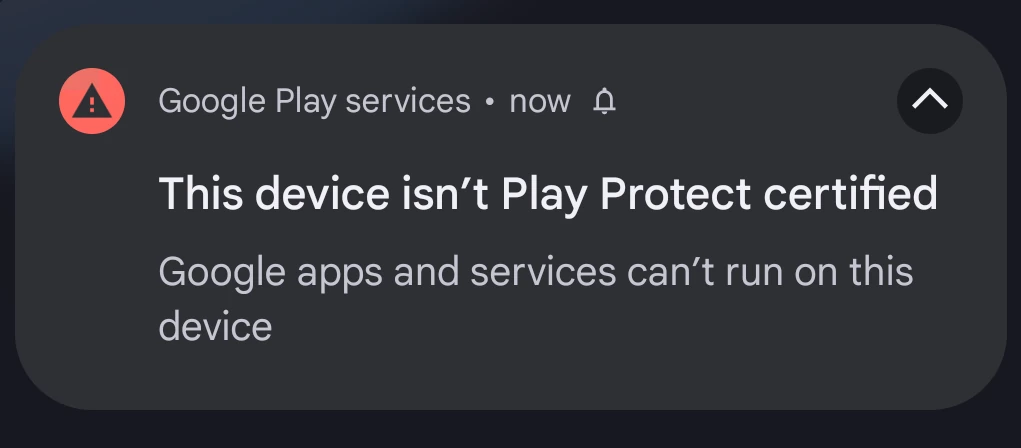 Google Play services • now
This device isn’t Play Protect certified
Google apps and services can’t run on this
device